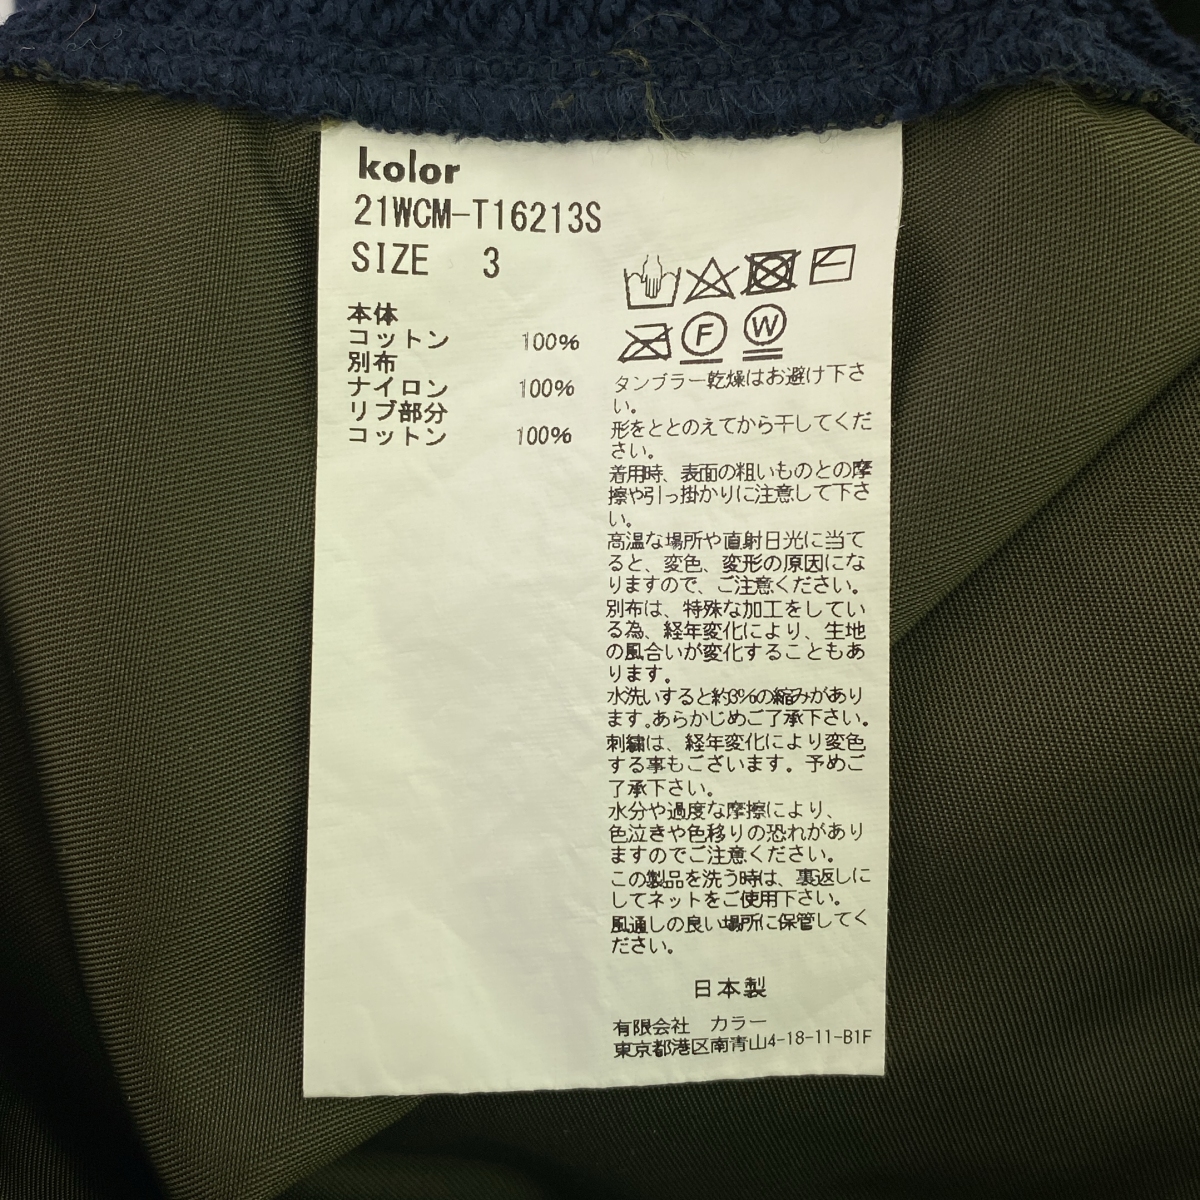 kolor
21WCM-T16213S
SIZE 3
本体
コットン 100%
別布
ナイロン 100%
リブ部分
コットン 100%
F W
タンブラー乾燥はお避け下さ
い。
形をととのえてから干してくだ
さい。
着用時、表面の粗いものとの摩
擦や引っ掛かりに注意して下さ
い。
高温な場所や直射日光に当て
ると、変色、変形の原因にな
りますので、ご注意ください。
別布は、特殊な加工をしてい
る為、経年変化により、生地
の風合いが変化することもあ
ります。
水洗いすると約3%の縮みがあり
ます。あらかじめご了承下さい。
刺繍は、経年変化により変色
する事もございます。予めご
了承下さい。
水分や過度な摩擦により、
色泣きや色移りの恐れがあり
ますのでご注意ください。
この製品を洗う時は、裏返しに
してネットをご使用下さい。
風通しの良い場所に保管してく
ださい。
日本製
有限会社 カラー
東京都港区南青山4-18-11-B1F